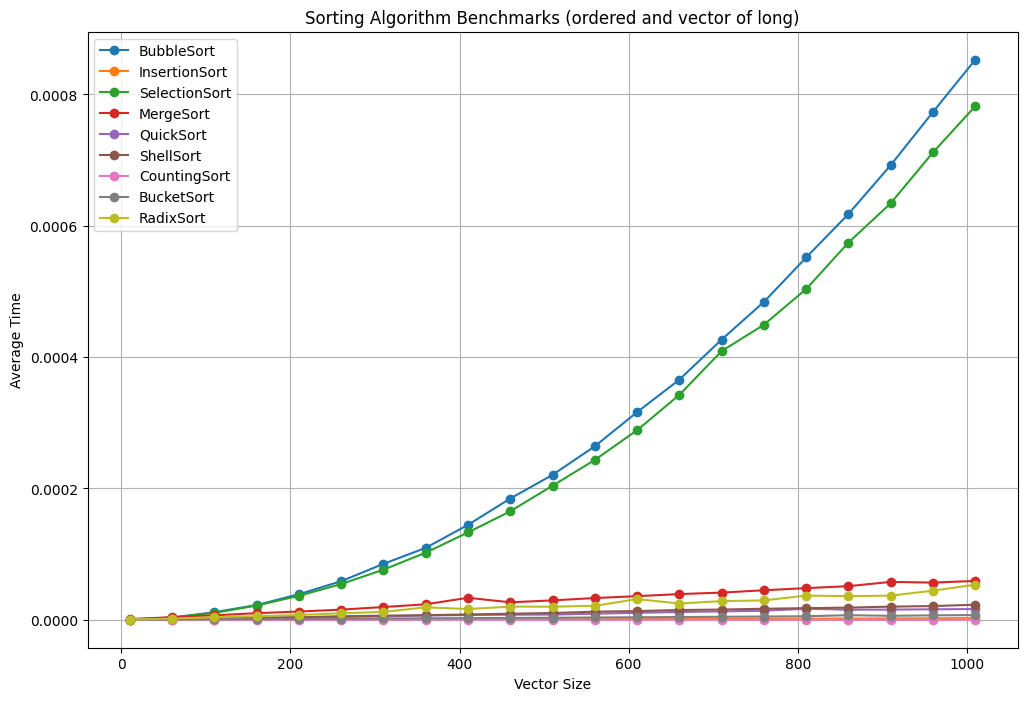 Sorting Algorithm Benchmarks (ordered and vector of long)
BubbleSort
InsertionSort
SelectionSort
MergeSort
QuickSort
ShellSort
CountingSort
BucketSort
RadixSort
Average Time
0.0008
0.0006
0.0004
0.0002
0.0000
0 200 400 600 800 1000
Vector Size